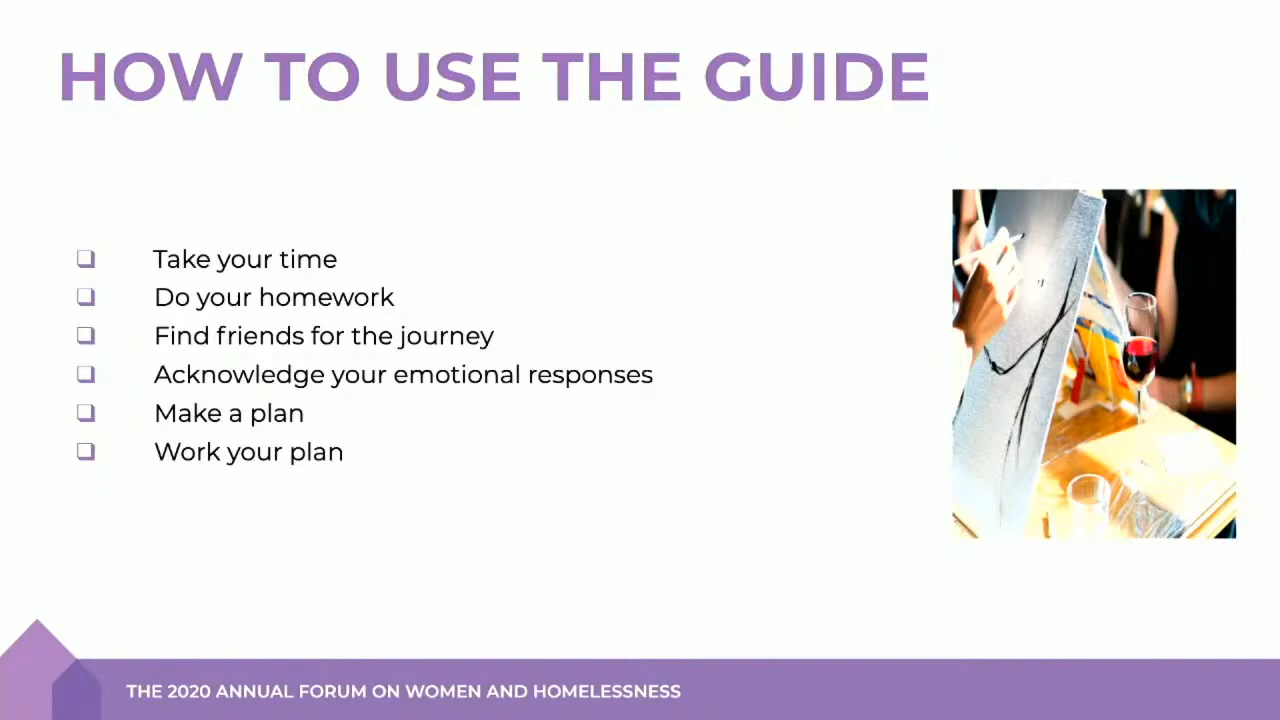 HOW TO USE THE GUIDE
❑ Take your time
❑ Do your homework
❑ Find friends for the journey
❑ Acknowledge your emotional responses
❑ Make a plan
❑ Work your plan
THE 2020 ANNUAL FORUM ON WOMEN AND HOMELESSNESS